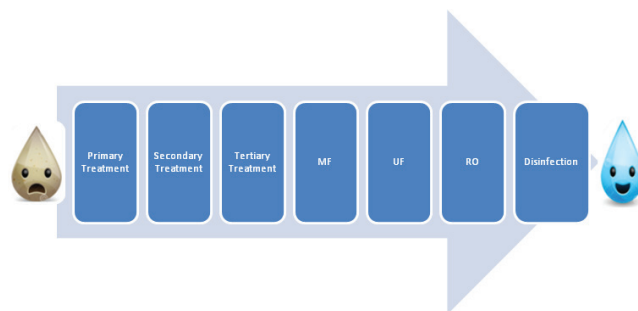 Primary
Treatment
Secondary
Treatment
Tertiary
Treatment
MF
UF
RO
Disinfection